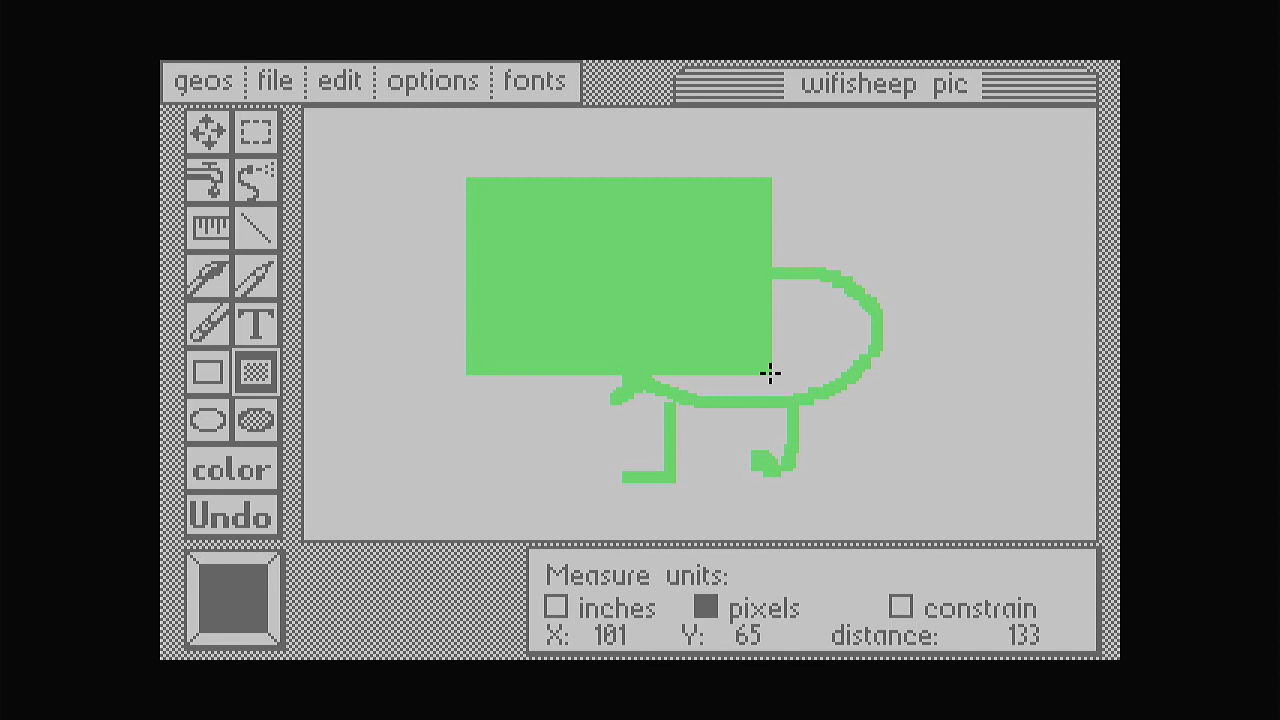 geos file edit options fonts wifisheep pic
T
color
Undo
Measure units:
inches pixels constrain
X: 101 Y: 65 distance: 133